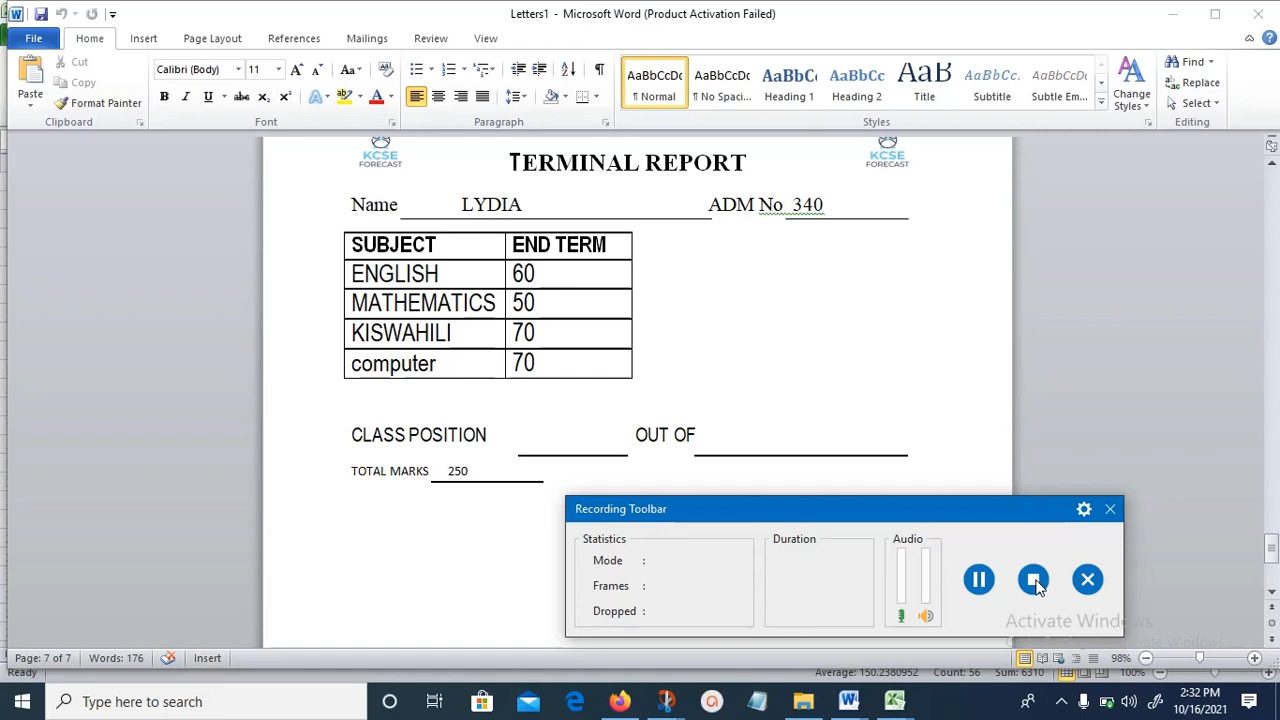 Letters1 - Microsoft Word (Product Activation Failed)
File Home Insert Page Layout References Mailings Review View
Cut
Copy
Format Painter
Paste
Clipboard
Calibri (Body) 11
Font
Paragraph
AaBbCcDc AaBbCcDc AaBbCc AaBbCc AaB AaBbCcDc AaBbCcDc
¶ Normal ¶ No Spaci... Heading 1 Heading 2 Title Subtitle Subtle Em...
Styles
Change Styles
Find
Replace
Select
Editing
KCSE FORECAST
KCSE FORECAST
TERMINAL REPORT
Name LYDIA ADM No 340
SUBJECT END TERM
ENGLISH 60
MATHEMATICS 50
KISWAHILI 70
computer 70
CLASS POSITION OUT OF
TOTAL MARKS 250
Recording Toolbar
Statistics Duration Audio
Mode :
Frames :
Dropped :
Activate Windows
Page: 7 of 7 Words: 176 Insert 98%
Ready Average: 150.2380952 Count: 56 Sum: 6310 100%
Type here to search
2:32 PM
10/16/2021